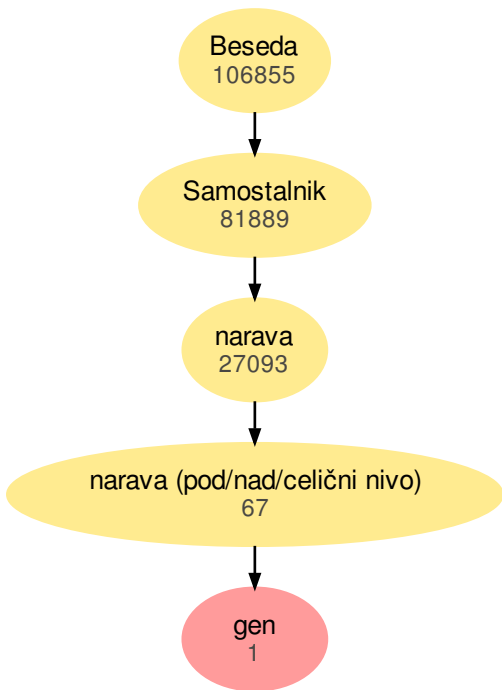 Beseda
106855
Samostalnik
81889
narava
27093
narava (pod/nad/celični nivo)
67
gen
1